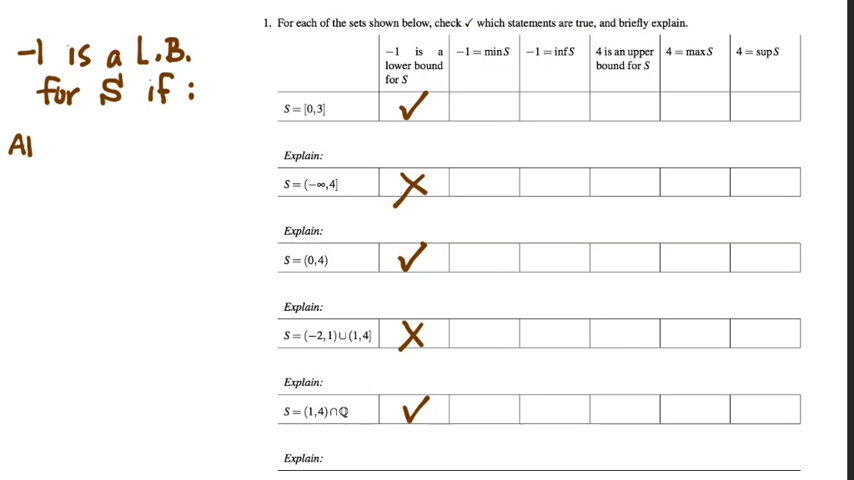 -1 is a L.B.
for S if :
Al
1. For each of the sets shown below, check ✓ which statements are true, and briefly explain.
−1 is a lower bound for S
−1 = min S
−1 = inf S
4 is an upper bound for S
4 = max S
4 = sup S
S = [0,3] ✓
Explain:
S = (−∞,4] ✗
Explain:
S = (0,4) ✓
Explain:
S = (−2,1)∪(1,4] ✗
Explain:
S = (1,4)∩ℚ ✓
Explain: